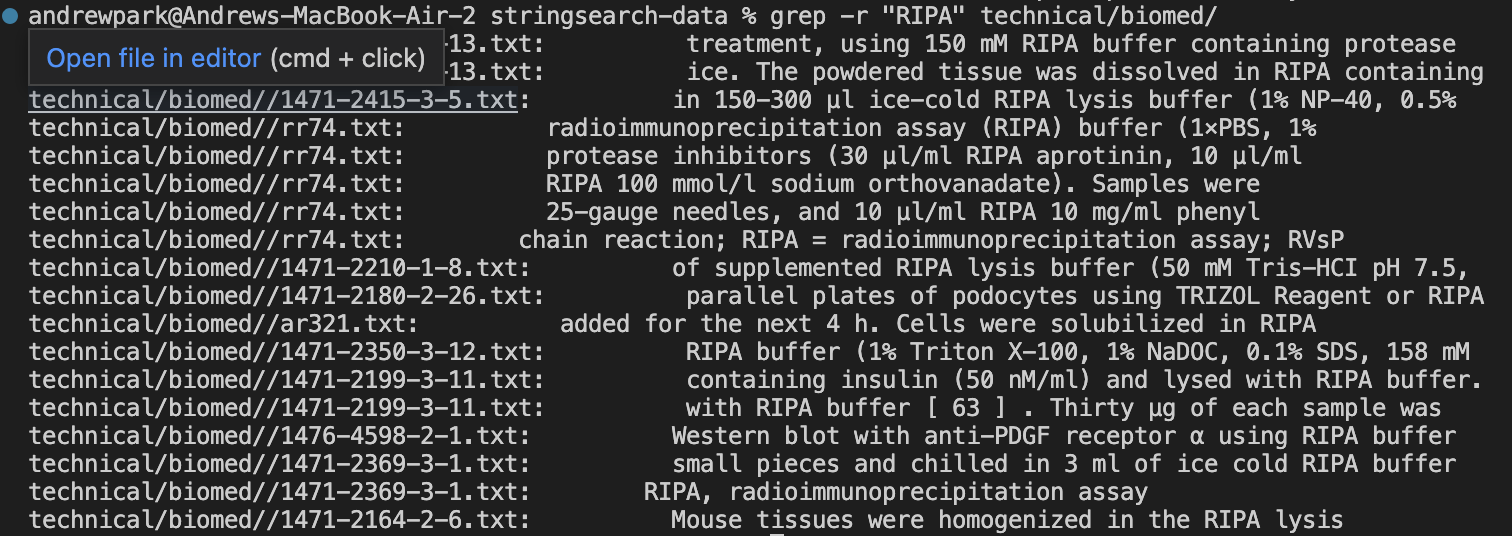 andrewpark@Andrews-MacBook-Air-2 stringsearch-data % grep -r "RIPA" technical/biomed/
-13.txt: treatment, using 150 mM RIPA buffer containing protease
Open file in editor (cmd + click)
-13.txt: ice. The powdered tissue was dissolved in RIPA containing
technical/biomed//1471-2415-3-5.txt: in 150-300 µl ice-cold RIPA lysis buffer (1% NP-40, 0.5%
technical/biomed//rr74.txt: radioimmunoprecipitation assay (RIPA) buffer (1×PBS, 1%
technical/biomed//rr74.txt: protease inhibitors (30 µl/ml RIPA aprotinin, 10 µl/ml
technical/biomed//rr74.txt: RIPA 100 mmol/l sodium orthovanadate). Samples were
technical/biomed//rr74.txt: 25-gauge needles, and 10 µl/ml RIPA 10 mg/ml phenyl
technical/biomed//rr74.txt: chain reaction; RIPA = radioimmunoprecipitation assay; RVsP
technical/biomed//1471-2210-1-8.txt: of supplemented RIPA lysis buffer (50 mM Tris-HCI pH 7.5,
technical/biomed//1471-2180-2-26.txt: parallel plates of podocytes using TRIZOL Reagent or RIPA
technical/biomed//ar321.txt: added for the next 4 h. Cells were solubilized in RIPA
technical/biomed//1471-2350-3-12.txt: RIPA buffer (1% Triton X-100, 1% NaDOC, 0.1% SDS, 158 mM
technical/biomed//1471-2199-3-11.txt: containing insulin (50 nM/ml) and lysed with RIPA buffer.
technical/biomed//1471-2199-3-11.txt: with RIPA buffer [ 63 ] . Thirty µg of each sample was
technical/biomed//1476-4598-2-1.txt: Western blot with anti-PDGF receptor α using RIPA buffer
technical/biomed//1471-2369-3-1.txt: small pieces and chilled in 3 ml of ice cold RIPA buffer
technical/biomed//1471-2369-3-1.txt: RIPA, radioimmunoprecipitation assay
technical/biomed//1471-2164-2-6.txt: Mouse tissues were homogenized in the RIPA lysis